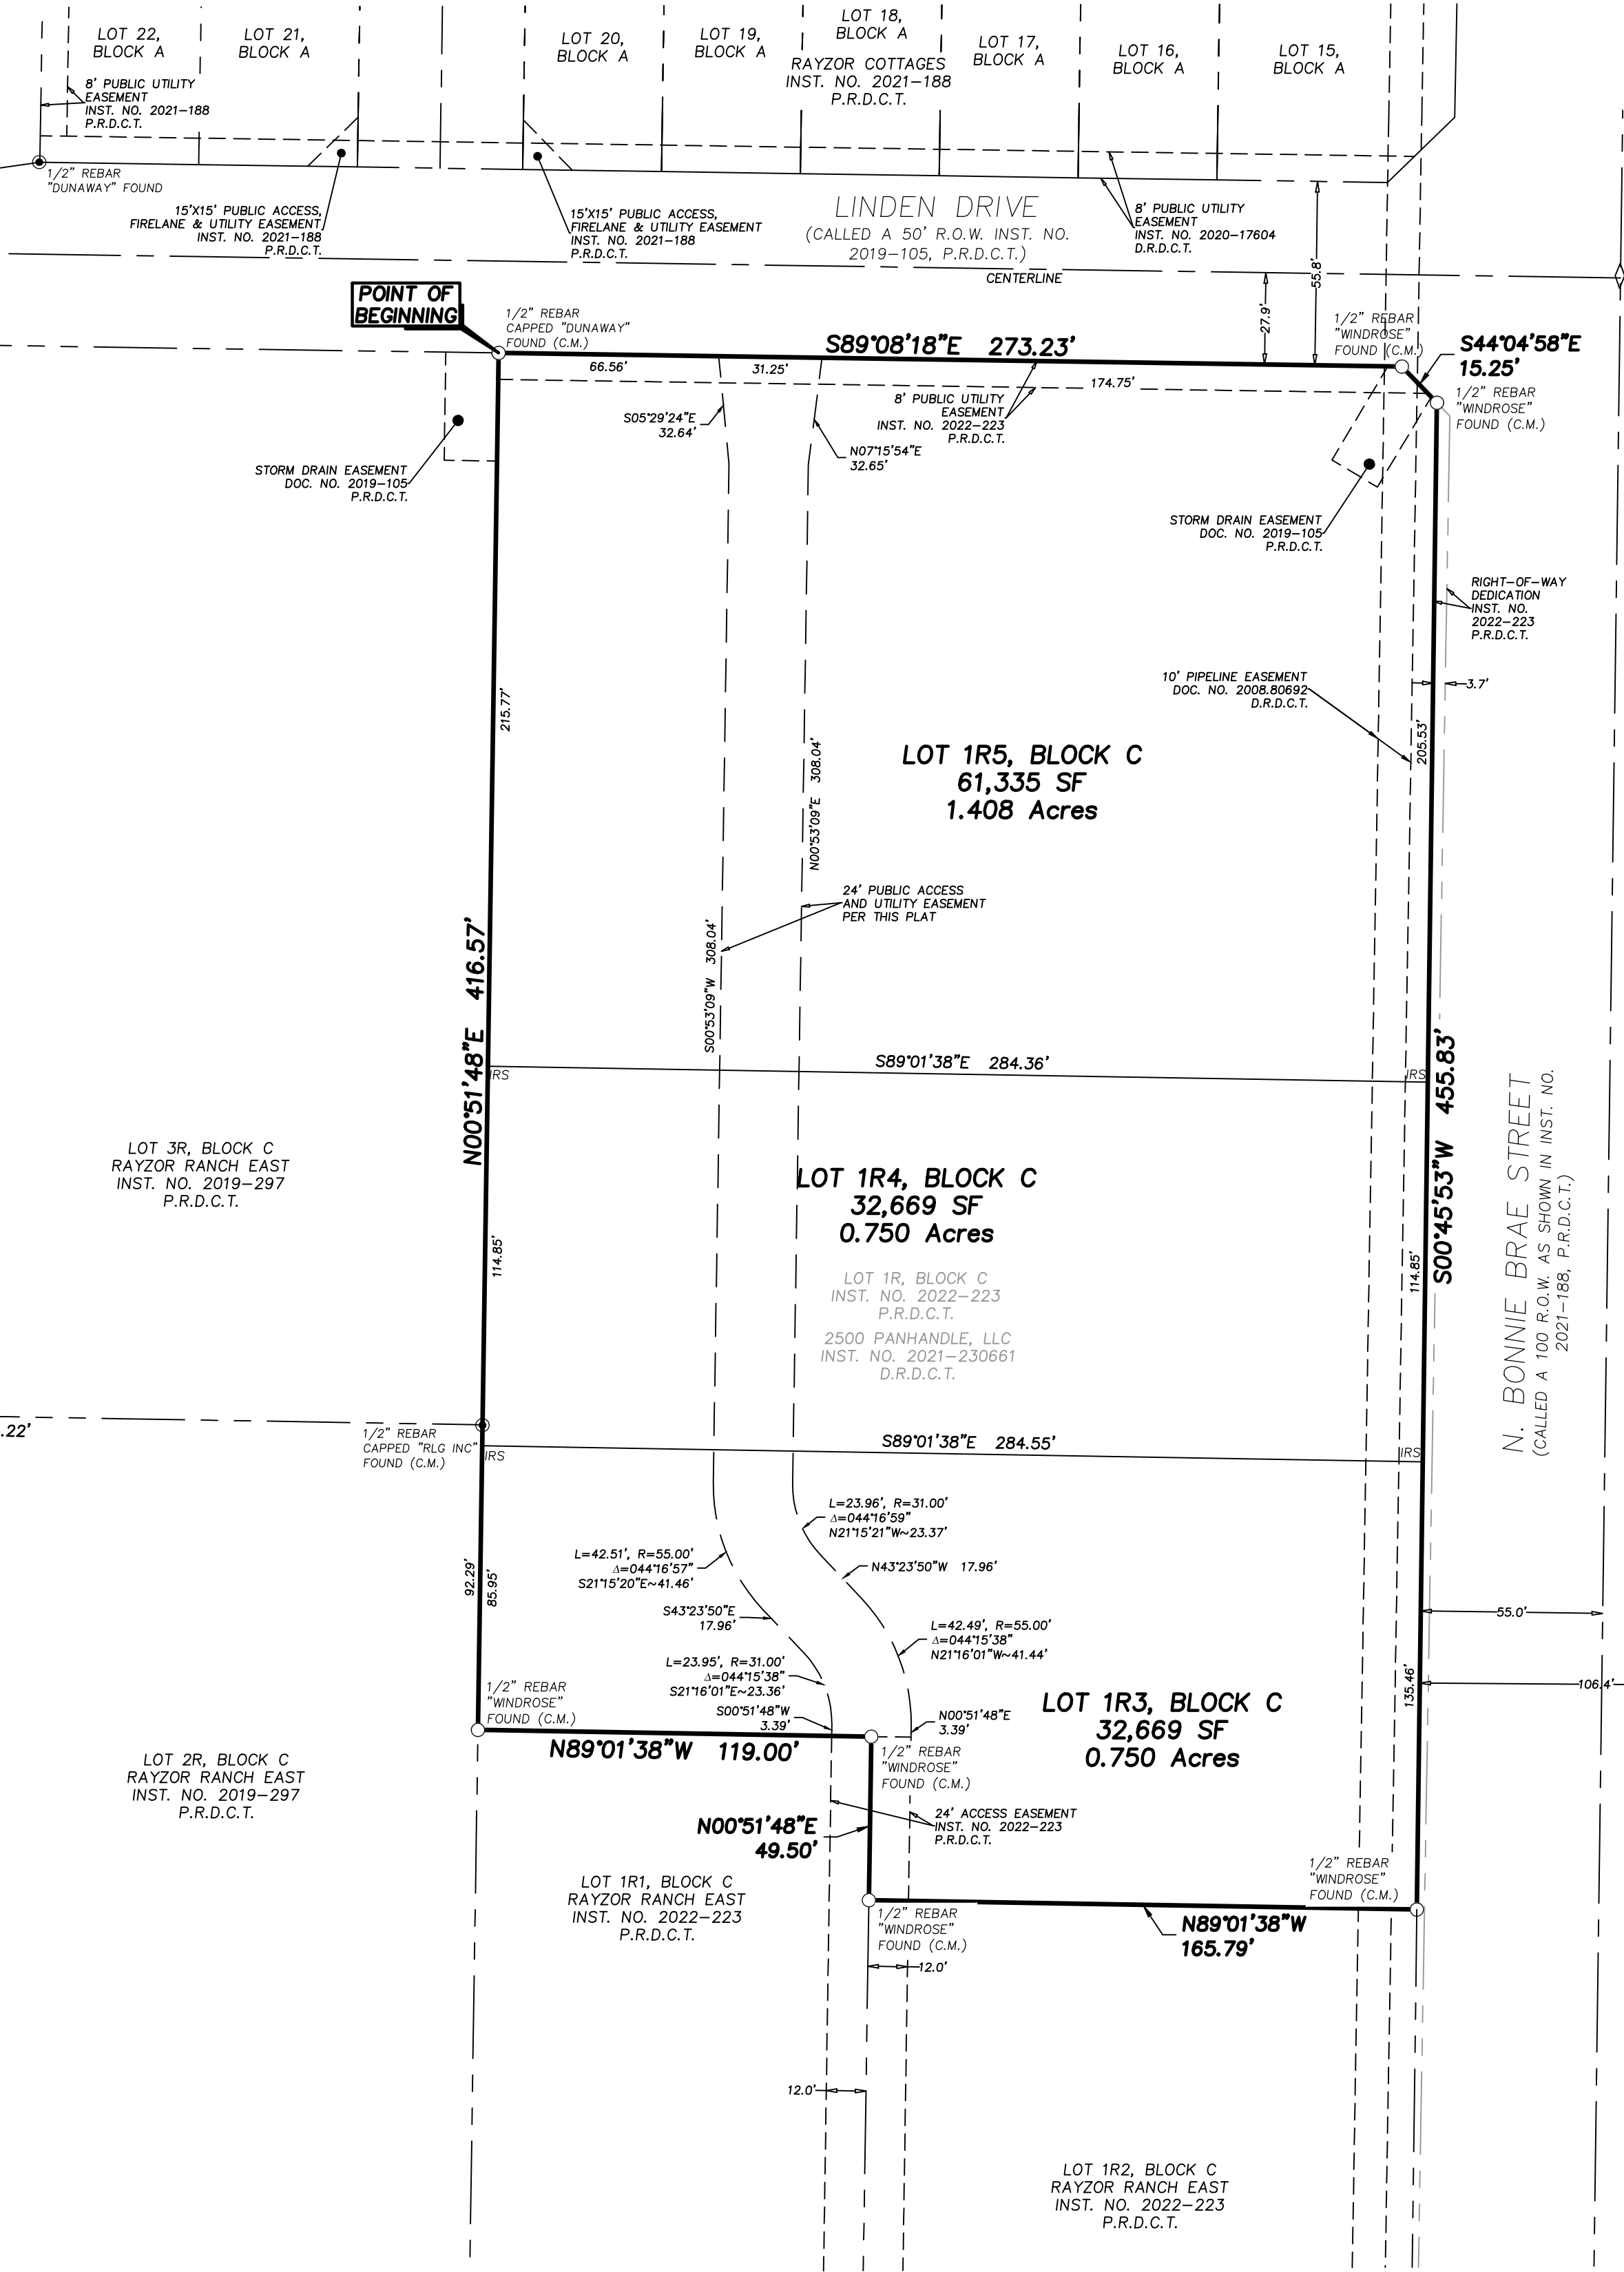 LOT 22,
BLOCK A
LOT 21,
BLOCK A
LOT 20,
BLOCK A
LOT 19,
BLOCK A
LOT 18,
BLOCK A
LOT 17,
BLOCK A
LOT 16,
BLOCK A
LOT 15,
BLOCK A
RAYZOR COTTAGES
INST. NO. 2021-188
P.R.D.C.T.
8' PUBLIC UTILITY
EASEMENT
INST. NO. 2021-188
P.R.D.C.T.
1/2" REBAR
"DUNAWAY" FOUND
15'X15' PUBLIC ACCESS,
FIRELANE & UTILITY EASEMENT
INST. NO. 2021-188
P.R.D.C.T.
15'X15' PUBLIC ACCESS,
FIRELANE & UTILITY EASEMENT
INST. NO. 2021-188
P.R.D.C.T.
LINDEN DRIVE
(CALLED A 50' R.O.W. INST. NO.
2019-105, P.R.D.C.T.)
8' PUBLIC UTILITY
EASEMENT
INST. NO. 2020-17604
D.R.D.C.T.
CENTERLINE
55.8'
27.9'
POINT OF
BEGINNING
1/2" REBAR
CAPPED "DUNAWAY"
FOUND (C.M.)
S89°08'18"E 273.23'
1/2" REBAR
"WINDROSE"
FOUND (C.M.)
S44°04'58"E
15.25'
66.56'
31.25'
174.75'
1/2" REBAR
"WINDROSE"
FOUND (C.M.)
8' PUBLIC UTILITY
EASEMENT
INST. NO. 2022-223
P.R.D.C.T.
S05°29'24"E
32.64'
N07°15'54"E
32.65'
STORM DRAIN EASEMENT
DOC. NO. 2019-105
P.R.D.C.T.
STORM DRAIN EASEMENT
DOC. NO. 2019-105
P.R.D.C.T.
RIGHT-OF-WAY
DEDICATION
INST. NO.
2022-223
P.R.D.C.T.
10' PIPELINE EASEMENT
DOC. NO. 2008.80692
D.R.D.C.T.
3.7'
215.77'
205.53'
LOT 1R5, BLOCK C
61,335 SF
1.408 Acres
N00°53'09"E 308.04'
24' PUBLIC ACCESS
AND UTILITY EASEMENT
PER THIS PLAT
S00°53'09"W 308.04'
N00°51'48"E 416.57'
S89°01'38"E 284.36'
IRS
IRS
S00°45'53"W 455.83'
N. BONNIE BRAE STREET
(CALLED A 100 R.O.W. AS SHOWN IN INST. NO.
2021-188, P.R.D.C.T.)
LOT 3R, BLOCK C
RAYZOR RANCH EAST
INST. NO. 2019-297
P.R.D.C.T.
LOT 1R4, BLOCK C
32,669 SF
0.750 Acres
114.85'
114.85'
LOT 1R, BLOCK C
INST. NO. 2022-223
P.R.D.C.T.
2500 PANHANDLE, LLC
INST. NO. 2021-230661
D.R.D.C.T.
.22'
1/2" REBAR
CAPPED "RLG INC"
FOUND (C.M.)
S89°01'38"E 284.55'
IRS
IRS
L=23.96', R=31.00'
Δ=044°16'59"
N21°15'21"W~23.37'
L=42.51', R=55.00'
Δ=044°16'57"
S21°15'20"E~41.46'
N43°23'50"W 17.96'
92.29'
85.95'
S43°23'50"E
17.96'
55.0'
L=42.49', R=55.00'
Δ=044°15'38"
N21°16'01"W~41.44'
L=23.95', R=31.00'
Δ=044°15'38"
S21°16'01"E~23.36'
135.46'
106.4'
1/2" REBAR
"WINDROSE"
FOUND (C.M.)
S00°51'48"W
3.39'
N00°51'48"E
3.39'
LOT 1R3, BLOCK C
32,669 SF
0.750 Acres
N89°01'38"W 119.00'
1/2" REBAR
"WINDROSE"
FOUND (C.M.)
LOT 2R, BLOCK C
RAYZOR RANCH EAST
INST. NO. 2019-297
P.R.D.C.T.
24' ACCESS EASEMENT
INST. NO. 2022-223
P.R.D.C.T.
N00°51'48"E
49.50'
1/2" REBAR
"WINDROSE"
FOUND (C.M.)
LOT 1R1, BLOCK C
RAYZOR RANCH EAST
INST. NO. 2022-223
P.R.D.C.T.
1/2" REBAR
"WINDROSE"
FOUND (C.M.)
N89°01'38"W
165.79'
12.0'
12.0'
LOT 1R2, BLOCK C
RAYZOR RANCH EAST
INST. NO. 2022-223
P.R.D.C.T.